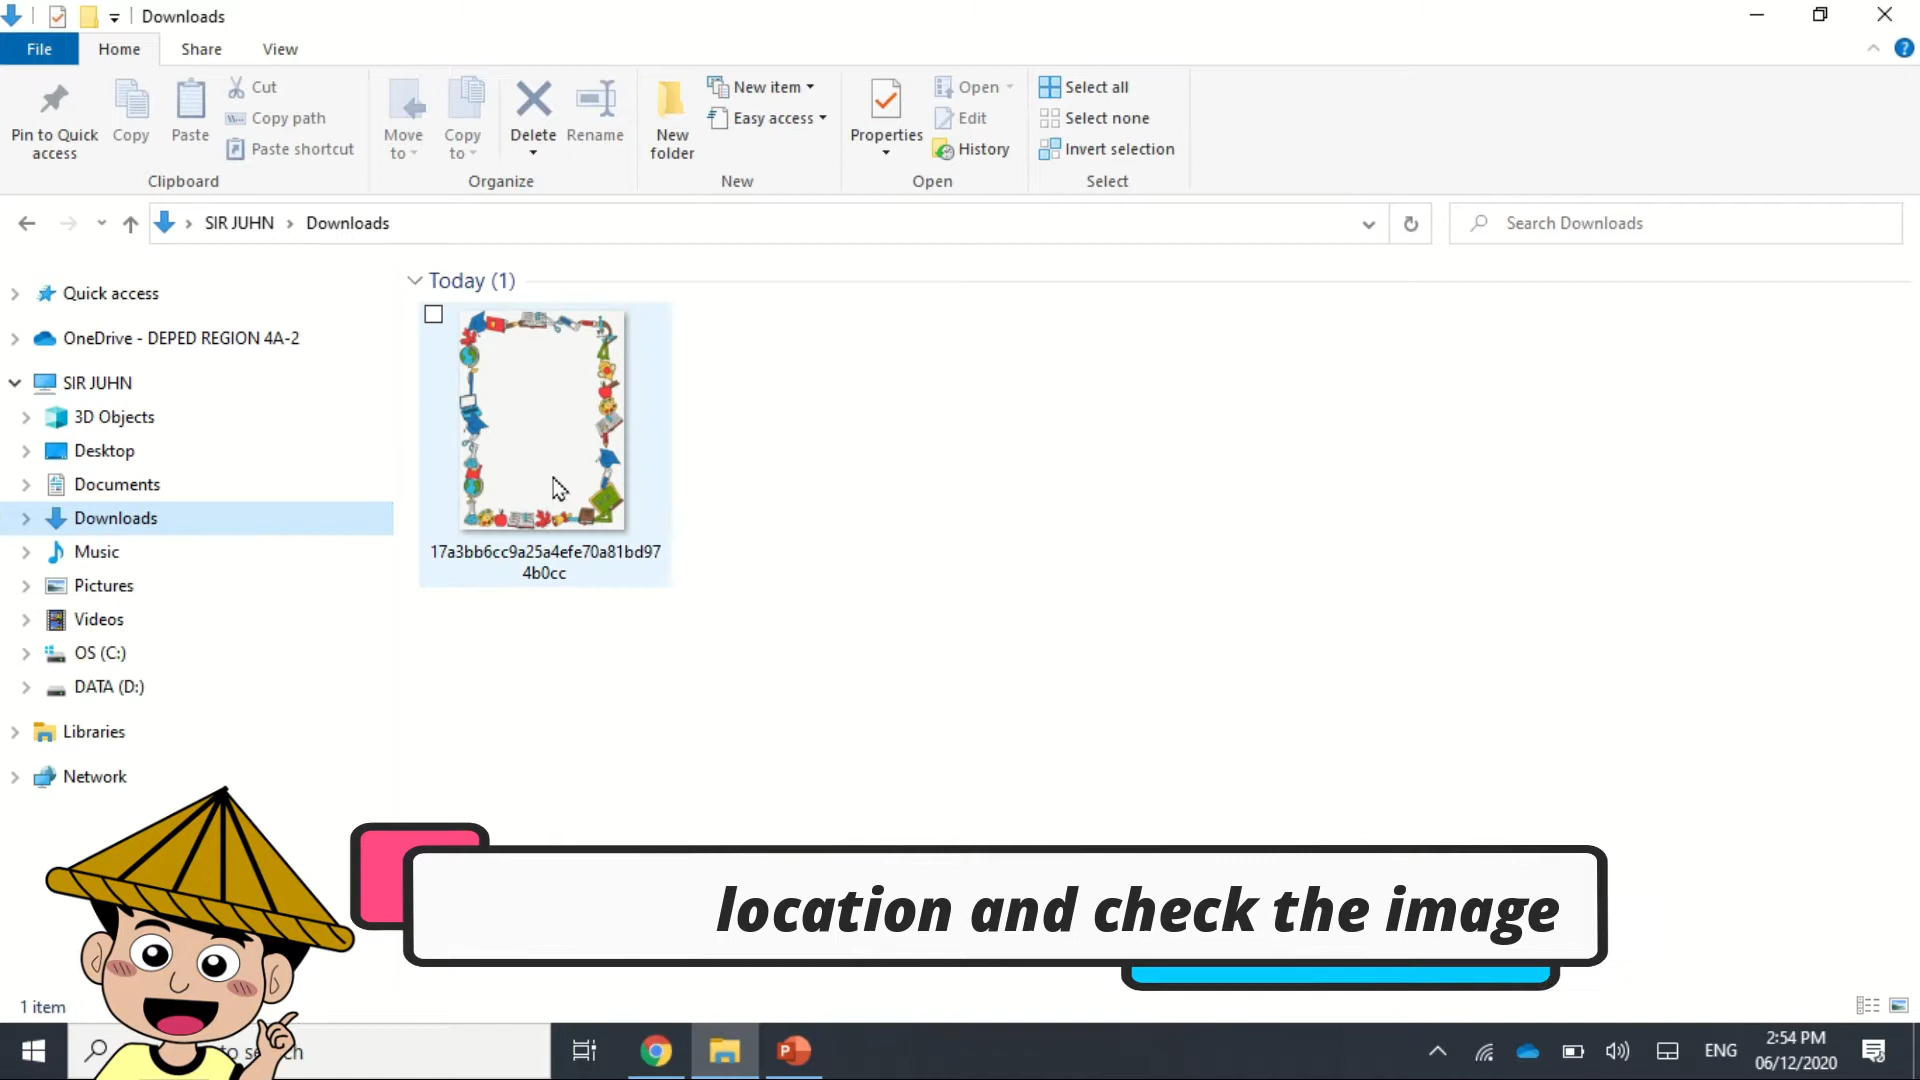 Downloads
File
Home
Share
View
Pin to Quick access
Copy
Paste
Cut
Copy path
Paste shortcut
Clipboard
Move to
Copy to
Delete
Rename
Organize
New folder
New item
Easy access
New
Properties
Open
Edit
History
Open
Select all
Select none
Invert selection
Select
SIR JUHN
Downloads
Search Downloads
Quick access
OneDrive - DEPED REGION 4A-2
SIR JUHN
3D Objects
Desktop
Documents
Downloads
Music
Pictures
Videos
OS (C:)
DATA (D:)
Libraries
Network
Today (1)
17a3bb6cc9a25a4efe70a81bd97
4b0cc
location and check the image
1 item
to search
ENG
2:54 PM
06/12/2020